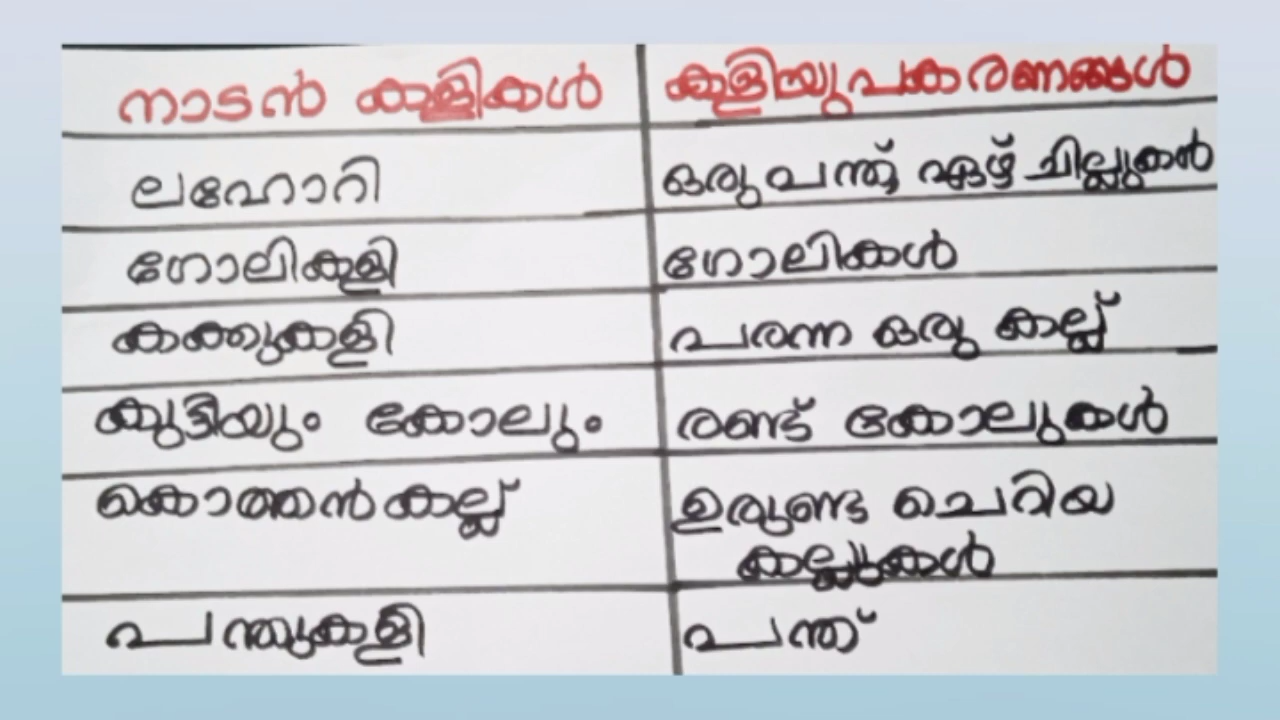 നാടൻ കളികൾ കളിയുപകരണങ്ങൾ
ലഹോറി ഒരു പന്ത്, ഏഴ് ചില്ലുകൾ
ഗോലികളി ഗോലികൾ
കക്കുകളി പരന്ന ഒരു കല്ല്
കുട്ടിയും കോലും രണ്ട് കോലുകൾ
കൊത്തൻകല്ല് ഉരുണ്ട ചെറിയ
കല്ലുകൾ
പന്തുകളി പന്ത്